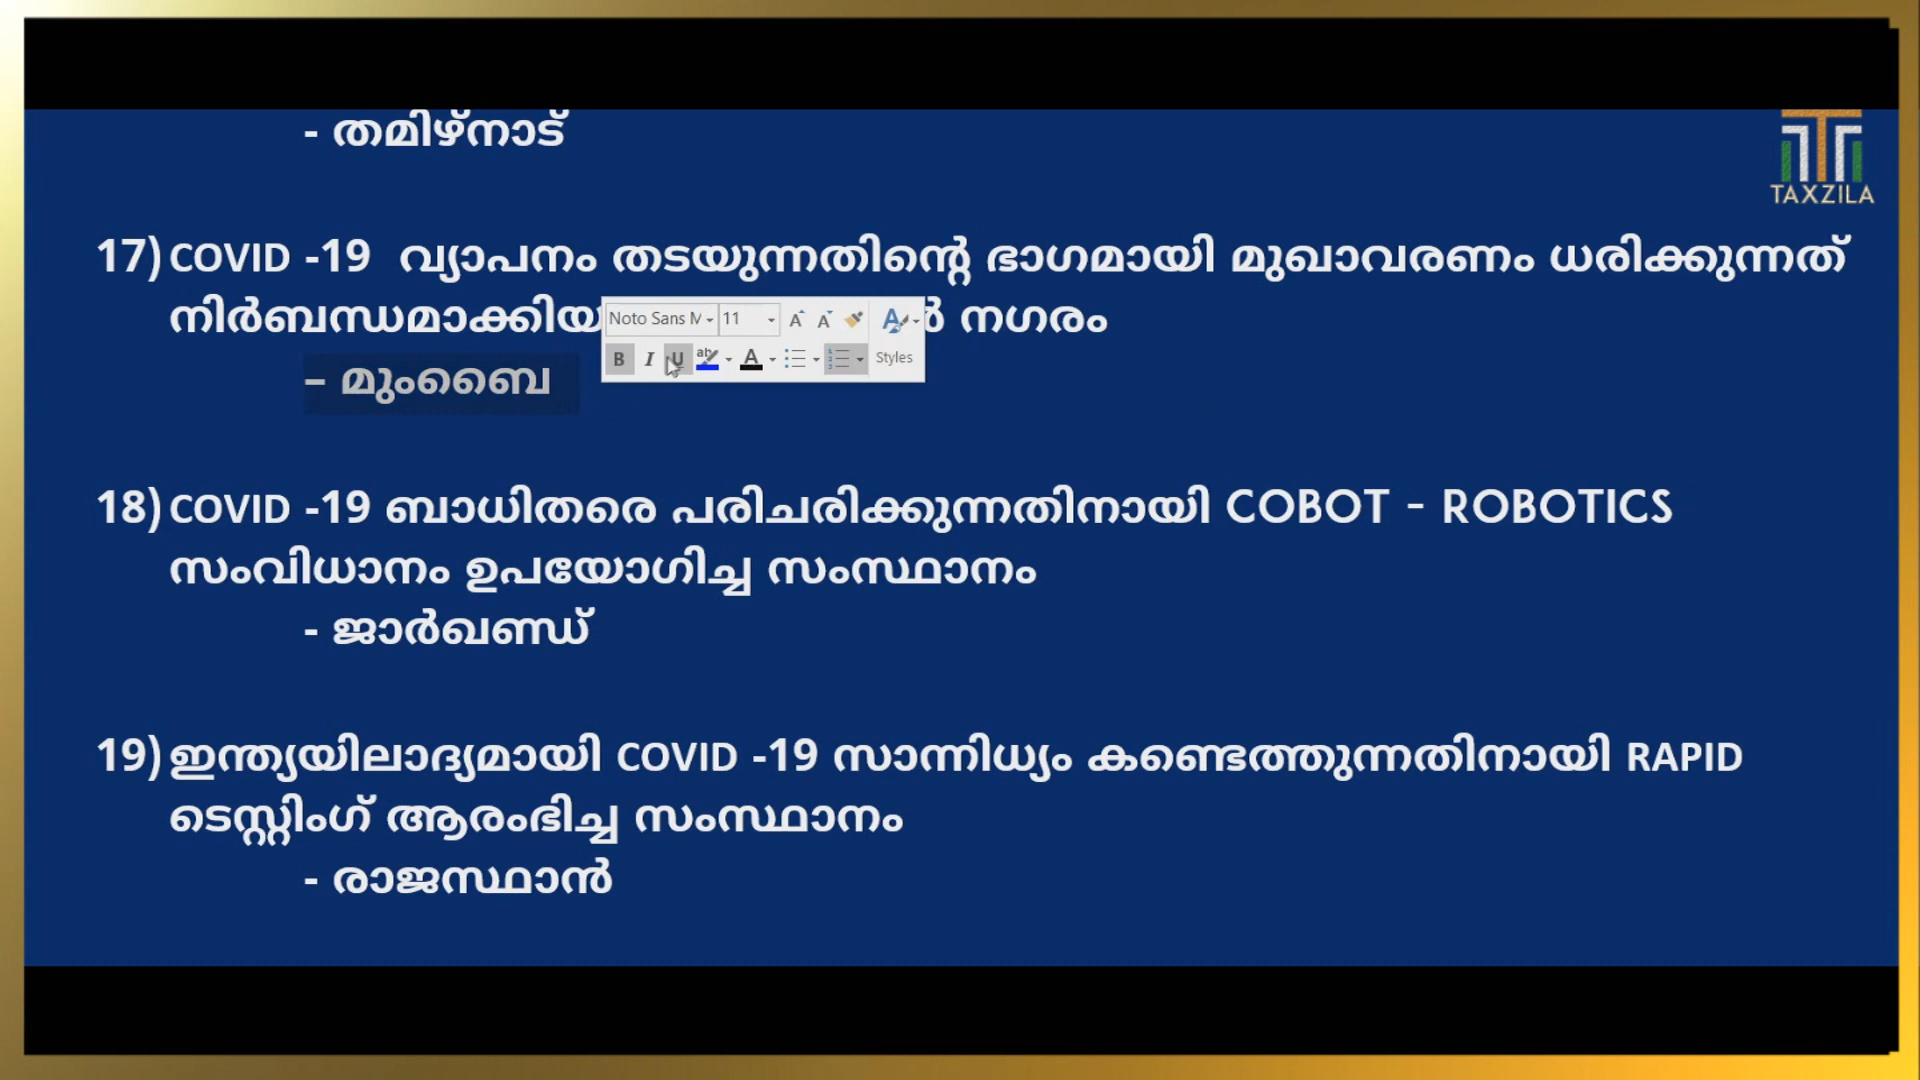 - തമിഴ്നാട്
TAXZILA
17) COVID -19 വ്യാപനം തടയുന്നതിന്റെ ഭാഗമായി മുഖാവരണം ധരിക്കുന്നത്
നിർബന്ധമാക്കിയ നഗരം
Noto Sans M 11
B I U ab A Styles
– മുംബൈ
18) COVID -19 ബാധിതരെ പരിചരിക്കുന്നതിനായി COBOT - ROBOTICS
സംവിധാനം ഉപയോഗിച്ച സംസ്ഥാനം
- ജാർഖണ്ഡ്
19) ഇന്ത്യയിലാദ്യമായി COVID -19 സാന്നിധ്യം കണ്ടെത്തുന്നതിനായി RAPID
ടെസ്റ്റിംഗ് ആരംഭിച്ച സംസ്ഥാനം
- രാജസ്ഥാൻ